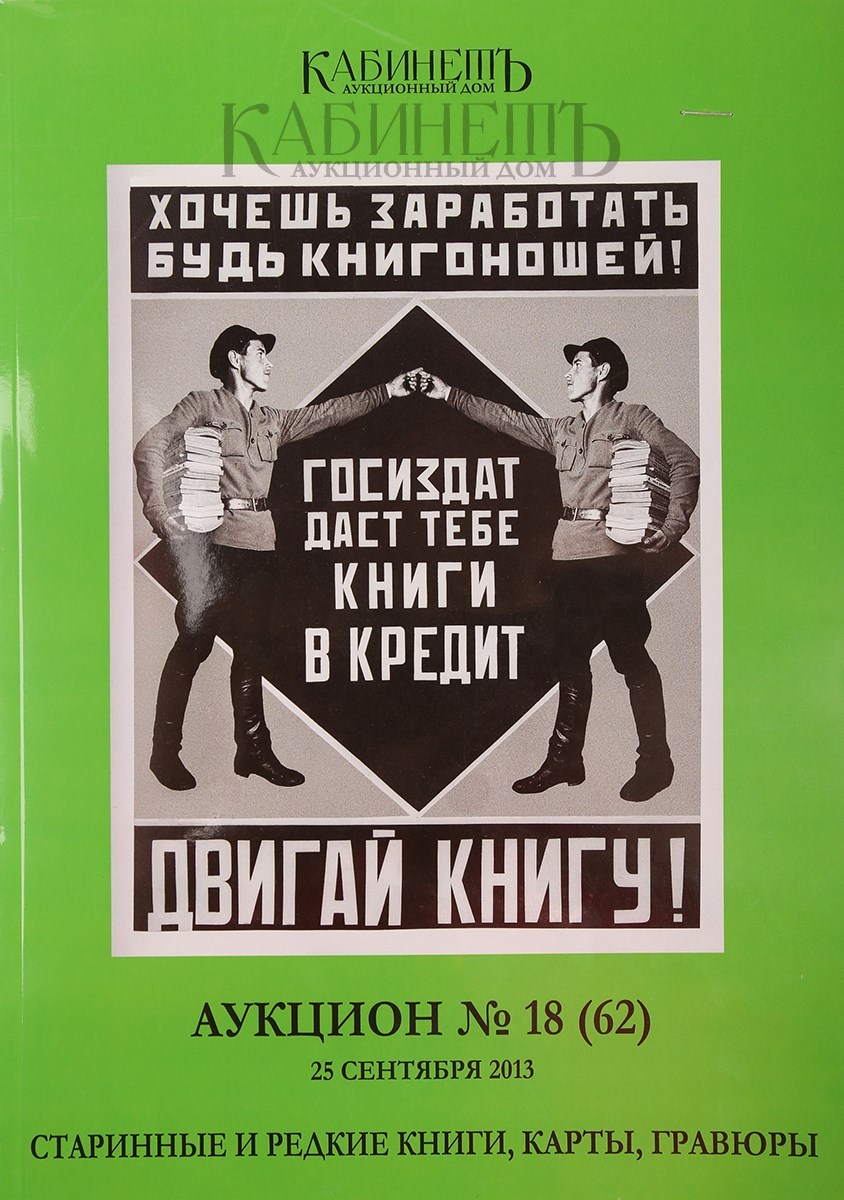 КАБИНЕТЪ
АУКЦИОННЫЙ ДОМ
КАБИНЕТЪ
АУКЦИОННЫЙ ДОМ
ХОЧЕШЬ ЗАРАБОТАТЬ
БУДЬ КНИГОНОШЕЙ!
ГОСИЗДАТ
ДАСТ ТЕБЕ
КНИГИ
В КРЕДИТ
ДВИГАЙ КНИГУ!
АУКЦИОН № 18 (62)
25 СЕНТЯБРЯ 2013
СТАРИННЫЕ И РЕДКИЕ КНИГИ, КАРТЫ, ГРАВЮРЫ